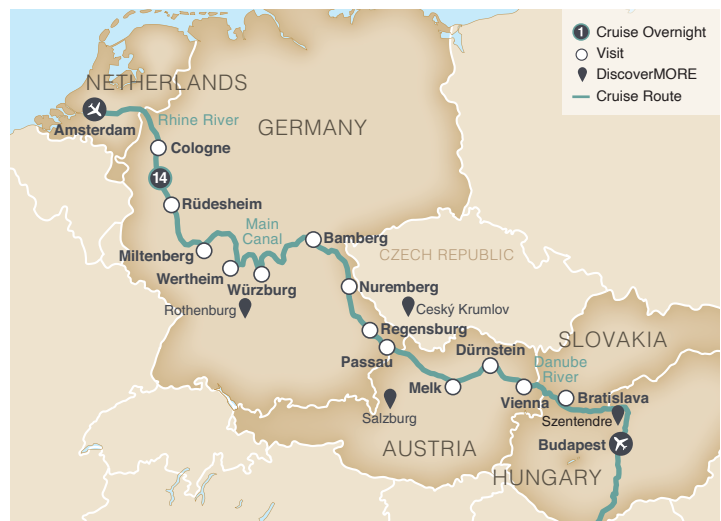 1 Cruise Overnight
Visit
DiscoverMORE
Cruise Route
NETHERLANDS
Amsterdam
Rhine River
GERMANY
Cologne
14
Rüdesheim
Main
Canal
Bamberg
Miltenberg
Wertheim
Würzburg
CZECH REPUBLIC
Nuremberg
Rothenburg
Ceský Krumlov
Regensburg
SLOVAKIA
Passau
Dürnstein
Danube
River
Melk
Vienna
Bratislava
Salzburg
Szentendre
AUSTRIA
Budapest
HUNGARY